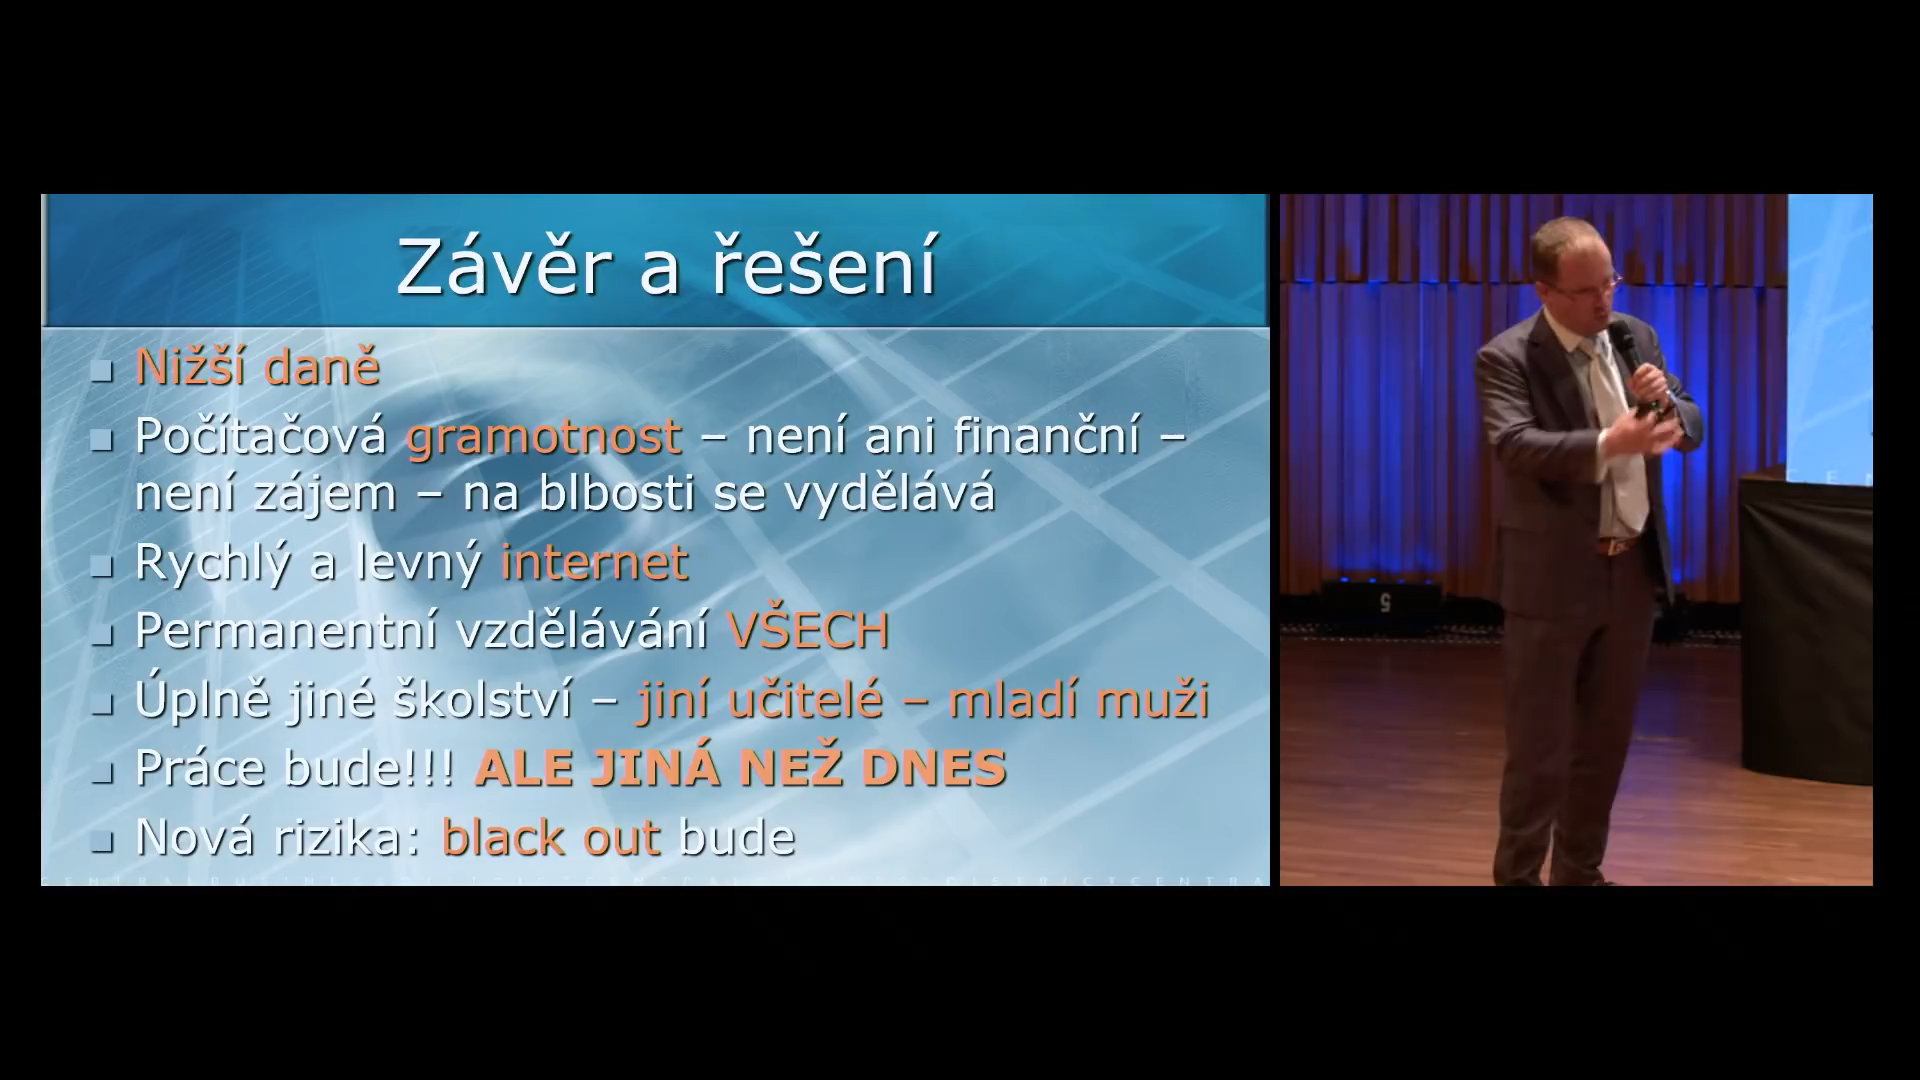 Závěr a řešení
Nižší daně
Počítačová gramotnost – není ani finanční –
není zájem – na blbosti se vydělává
Rychlý a levný internet
Permanentní vzdělávání VŠECH
Úplně jiné školství – jiní učitelé – mladí muži
Práce bude!!! ALE JINÁ NEŽ DNES
Nová rizika: black out bude
5